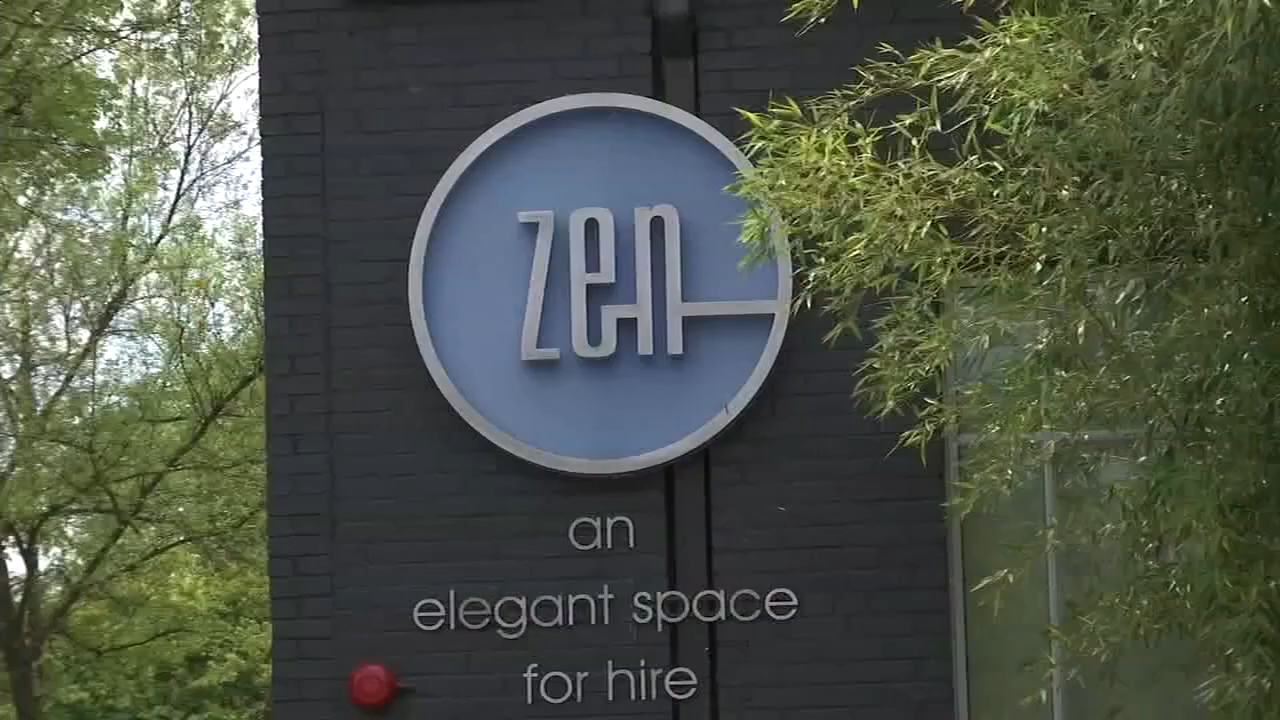 zen
an
elegant space
for hire